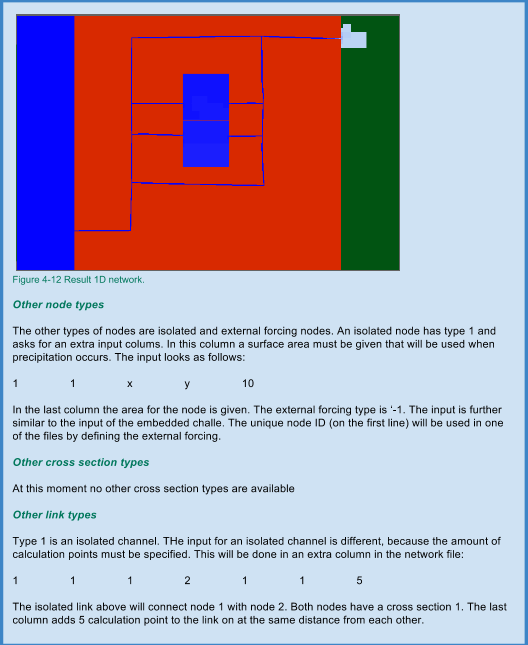 Figure 4-12 Result 1D network.
Other node types
The other types of nodes are isolated and external forcing nodes. An isolated node has type 1 and
asks for an extra input colums. In this column a surface area must be given that will be used when
precipitation occurs. The input looks as follows:
1 1 x y 10
In the last column the area for the node is given. The external forcing type is ‘-1. The input is further
similar to the input of the embedded challe. The unique node ID (on the first line) will be used in one
of the files by defining the external forcing.
Other cross section types
At this moment no other cross section types are available
Other link types
Type 1 is an isolated channel. THe input for an isolated channel is different, because the amount of
calculation points must be specified. This will be done in an extra column in the network file:
1 1 1 2 1 1 5
The isolated link above will connect node 1 with node 2. Both nodes have a cross section 1. The last
column adds 5 calculation point to the link on at the same distance from each other.